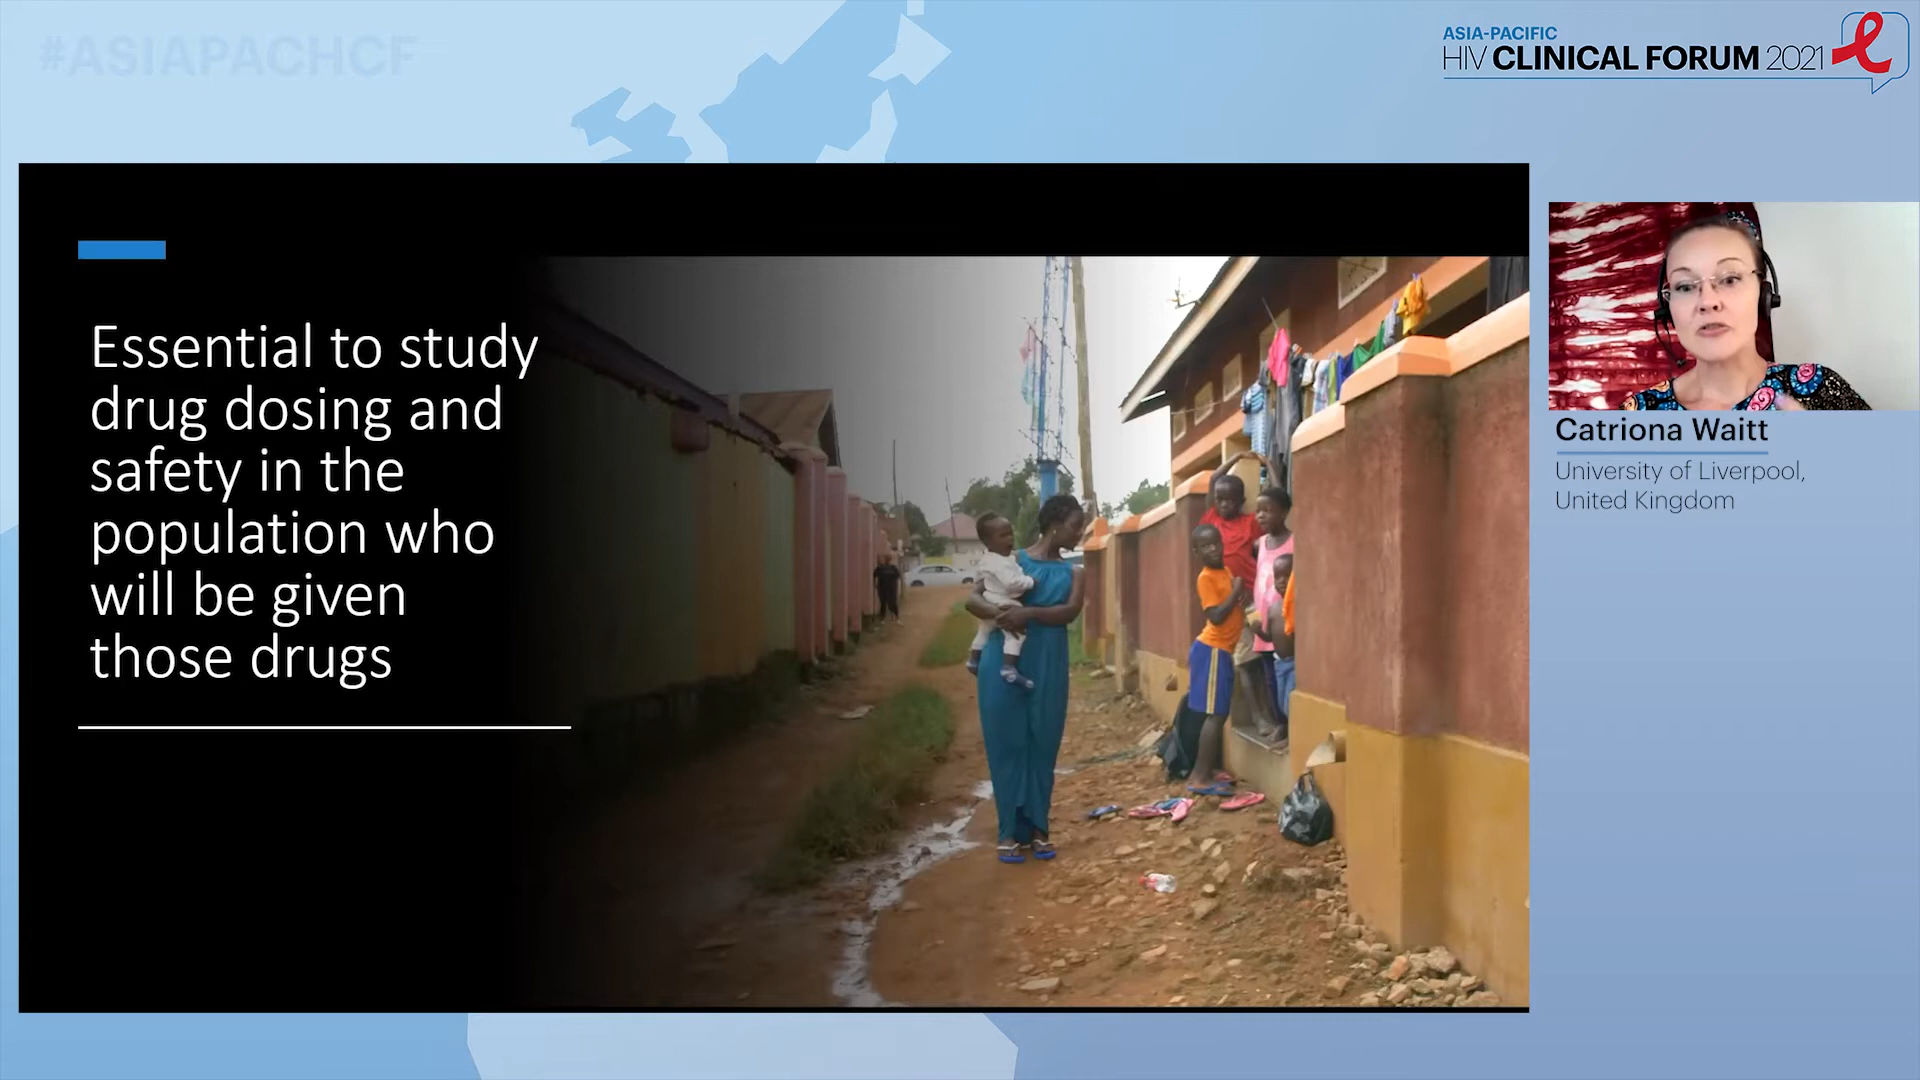 #ASIAPACHCF
ASIA-PACIFIC
HIV CLINICAL FORUM 2021
Essential to study
drug dosing and
safety in the
population who
will be given
those drugs
Catriona Waitt
University of Liverpool,
United Kingdom